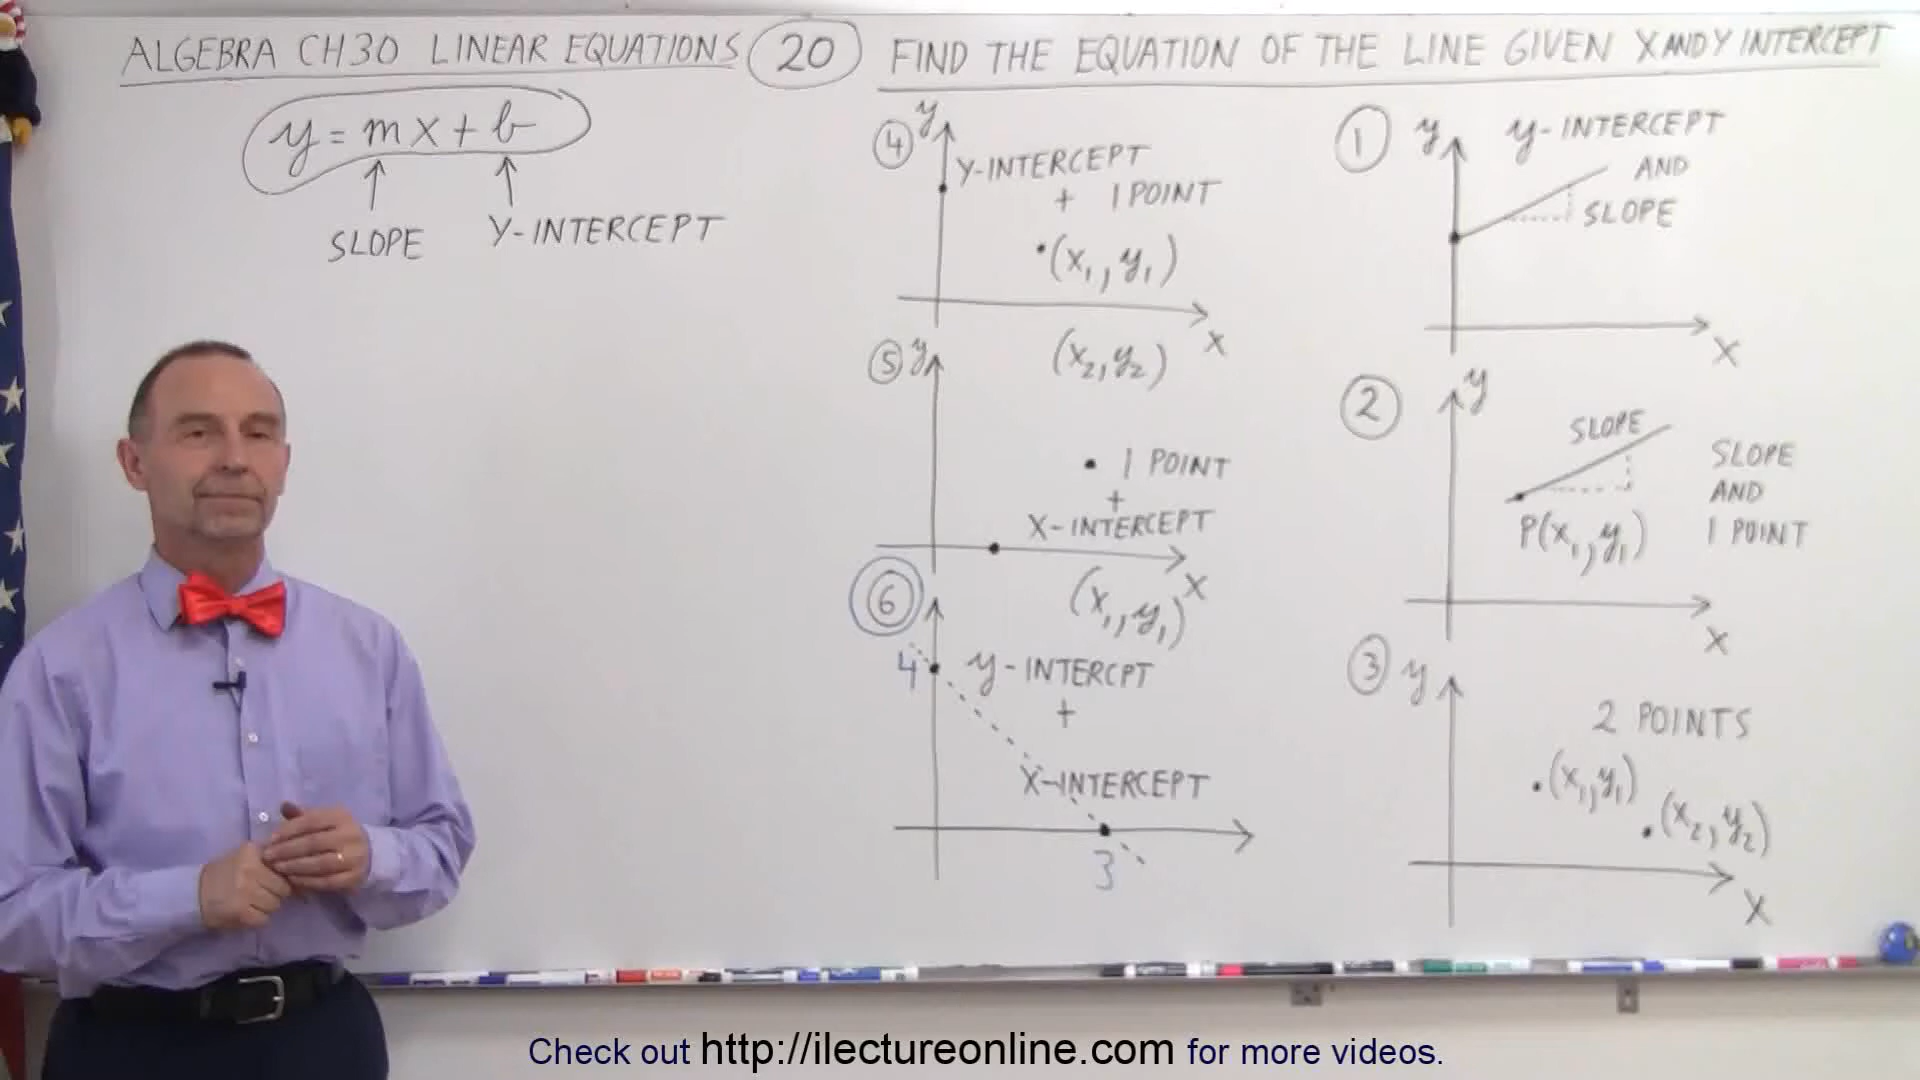 ALGEBRA CH 30 LINEAR EQUATIONS 20 FIND THE EQUATION OF THE LINE GIVEN X AND Y INTERCEPT
y = mx + b
SLOPE Y-INTERCEPT
4 y
Y-INTERCEPT
+ 1 POINT
(x₁, y₁)
x
5 y
(x₂, y₂)
1 POINT
+
X-INTERCEPT
x
6
(x₁, y₁)
4 y-INTERCPT
+
X-INTERCEPT
3
1 y y-INTERCEPT
AND
SLOPE
x
2 y
SLOPE
SLOPE
AND
1 POINT
P(x₁, y₁)
x
3 y
2 POINTS
(x₁, y₁)
(x₂, y₂)
x
Check out http://ilectureonline.com for more videos.